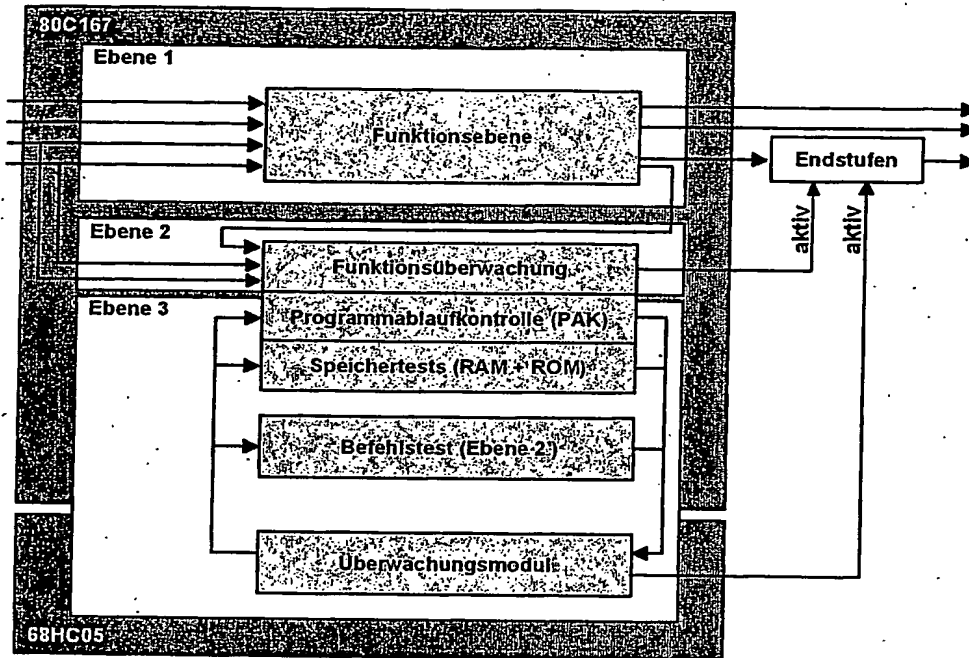 80C167
Ebene 1
Funktionsebene
Endstufen
aktiv
aktiv
Ebene 2
Funktionsüberwachung
Ebene 3
Programmablaufkontrolle (PAK)
Speichertests (RAM + ROM)
Befehlstest (Ebene 2')
Überwachungsmodul
68HC05